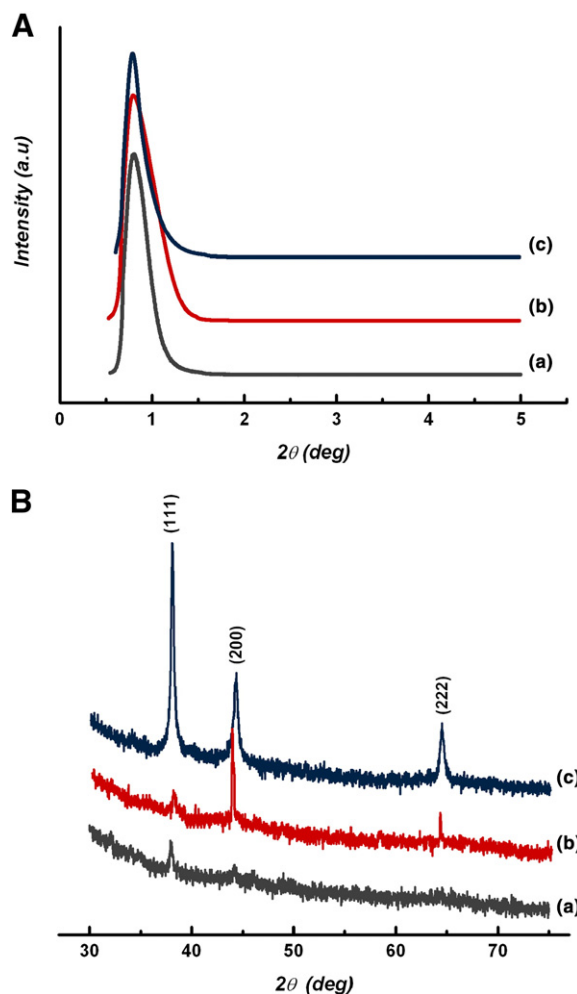 A
Intensity (a.u)
(c)
(b)
(a)
0 1 2 3 4 5
2θ (deg)
B
(111)
(200)
(222)
(c)
(b)
(a)
30 40 50 60 70
2θ (deg)